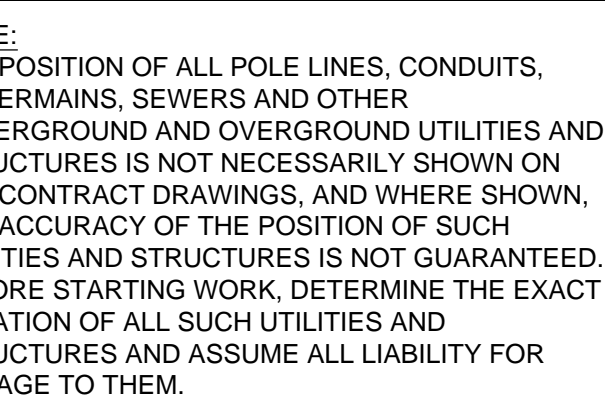 E:
POSITION OF ALL POLE LINES, CONDUITS,
ERMAINS, SEWERS AND OTHER
ERGROUND AND OVERGROUND UTILITIES AND
UCTURES IS NOT NECESSARILY SHOWN ON
CONTRACT DRAWINGS, AND WHERE SHOWN,
ACCURACY OF THE POSITION OF SUCH
ITIES AND STRUCTURES IS NOT GUARANTEED.
ORE STARTING WORK, DETERMINE THE EXACT
ATION OF ALL SUCH UTILITIES AND
UCTURES AND ASSUME ALL LIABILITY FOR
AGE TO THEM.